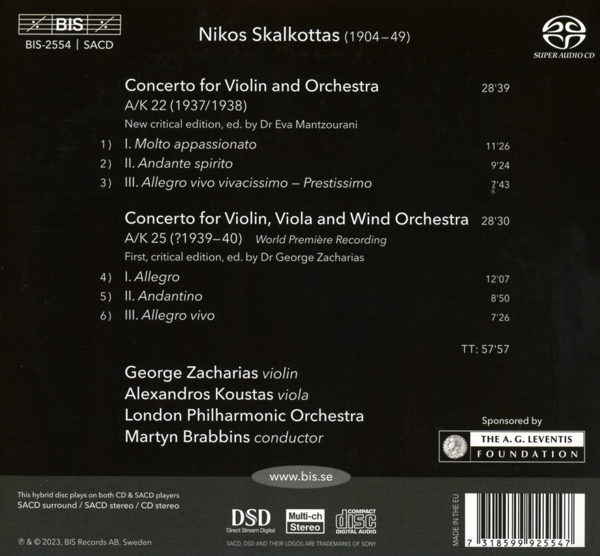 BIS
BIS-2554 | SACD
Nikos Skalkottas (1904–49)
SUPER AUDIO CD
Concerto for Violin and Orchestra 28'39
A/K 22 (1937/1938)
New critical edition, ed. by Dr Eva Mantzourani
1) I. Molto appassionato 11'26
2) II. Andante spirito 9'24
3) III. Allegro vivo vivacissimo – Prestissimo 7'43
Concerto for Violin, Viola and Wind Orchestra 28'30
A/K 25 (?1939–40) World Première Recording
First, critical edition, ed. by Dr George Zacharias
4) I. Allegro 12'07
5) II. Andantino 8'50
6) III. Allegro vivo 7'26
TT: 57'57
George Zacharias violin
Alexandros Koustas viola
London Philharmonic Orchestra
Martyn Brabbins conductor
Sponsored by
THE A. G. LEVENTIS
FOUNDATION
www.bis.se
This hybrid disc plays on both CD & SACD players
SACD surround / SACD stereo / CD stereo
℗ & © 2023, BIS Records AB, Sweden
DSD
Direct Stream Digital
Multi-ch
Stereo
COMPACT
disc
DIGITAL AUDIO
SACD, DSD AND THEIR LOGOS ARE TRADEMARKS OF SONY
MADE IN THE EU
7 318599 925547